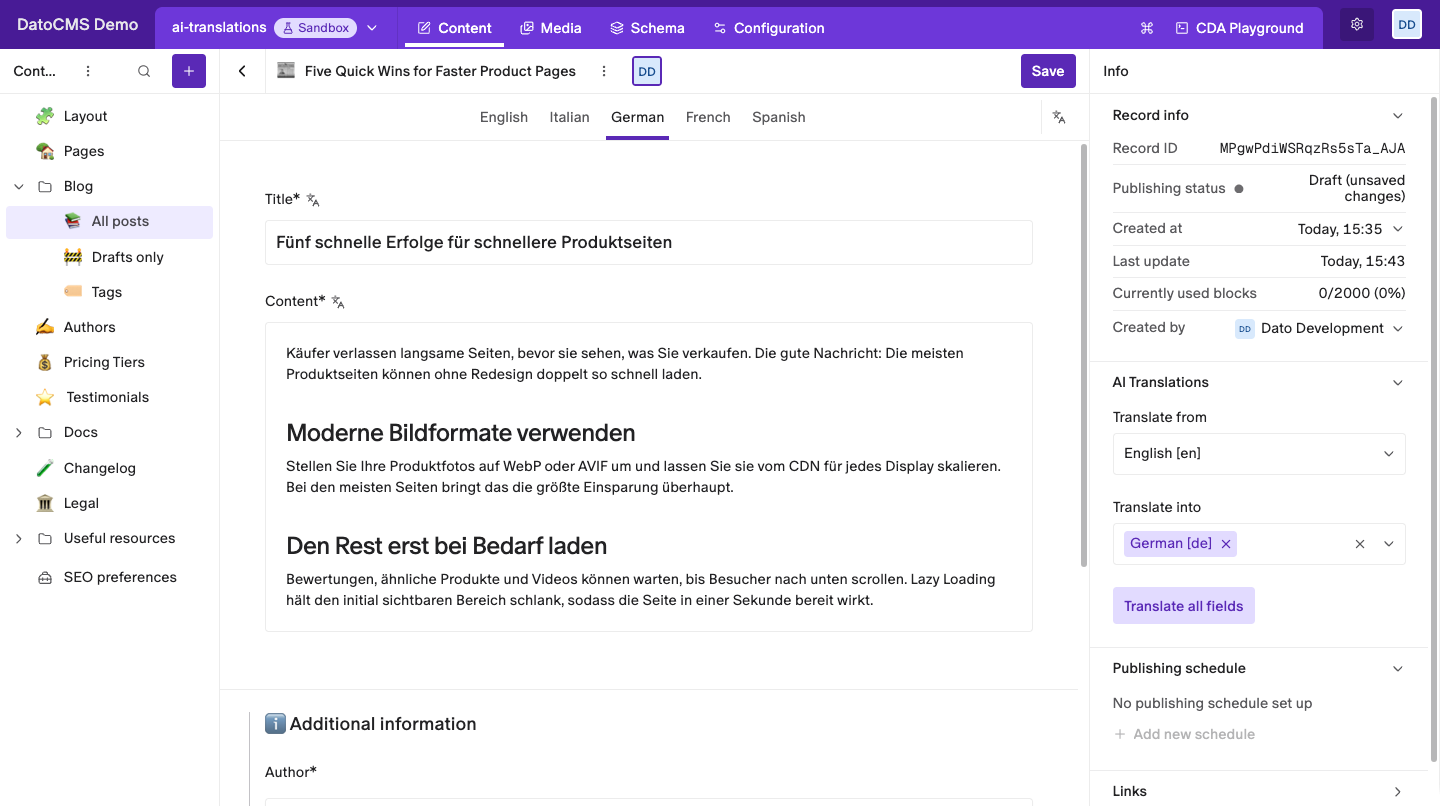 DatoCMS Demo
ai-translations
Sandbox
Content
Media
Schema
Configuration
CDA Playground
DD
Cont...
Five Quick Wins for Faster Product Pages
DD
Save
Info
Layout
Pages
Blog
All posts
Drafts only
Tags
Authors
Pricing Tiers
Testimonials
Docs
Changelog
Legal
Useful resources
SEO preferences
English
Italian
German
French
Spanish
Title*
Fünf schnelle Erfolge für schnellere Produktseiten
Content*
Käufer verlassen langsame Seiten, bevor sie sehen, was Sie verkaufen. Die gute Nachricht: Die meisten
Produktseiten können ohne Redesign doppelt so schnell laden.
Moderne Bildformate verwenden
Stellen Sie Ihre Produktfotos auf WebP oder AVIF um und lassen Sie sie vom CDN für jedes Display skalieren.
Bei den meisten Seiten bringt das die größte Einsparung überhaupt.
Den Rest erst bei Bedarf laden
Bewertungen, ähnliche Produkte und Videos können warten, bis Besucher nach unten scrollen. Lazy Loading
hält den initial sichtbaren Bereich schlank, sodass die Seite in einer Sekunde bereit wirkt.
Additional information
Author*
Record info
Record ID
MPgwPdiWSRqzRs5sTa_AJA
Publishing status
Draft (unsaved
changes)
Created at
Today, 15:35
Last update
Today, 15:43
Currently used blocks
0/2000 (0%)
Created by
DD
Dato Development
AI Translations
Translate from
English [en]
Translate into
German [de]
Translate all fields
Publishing schedule
No publishing schedule set up
Add new schedule
Links